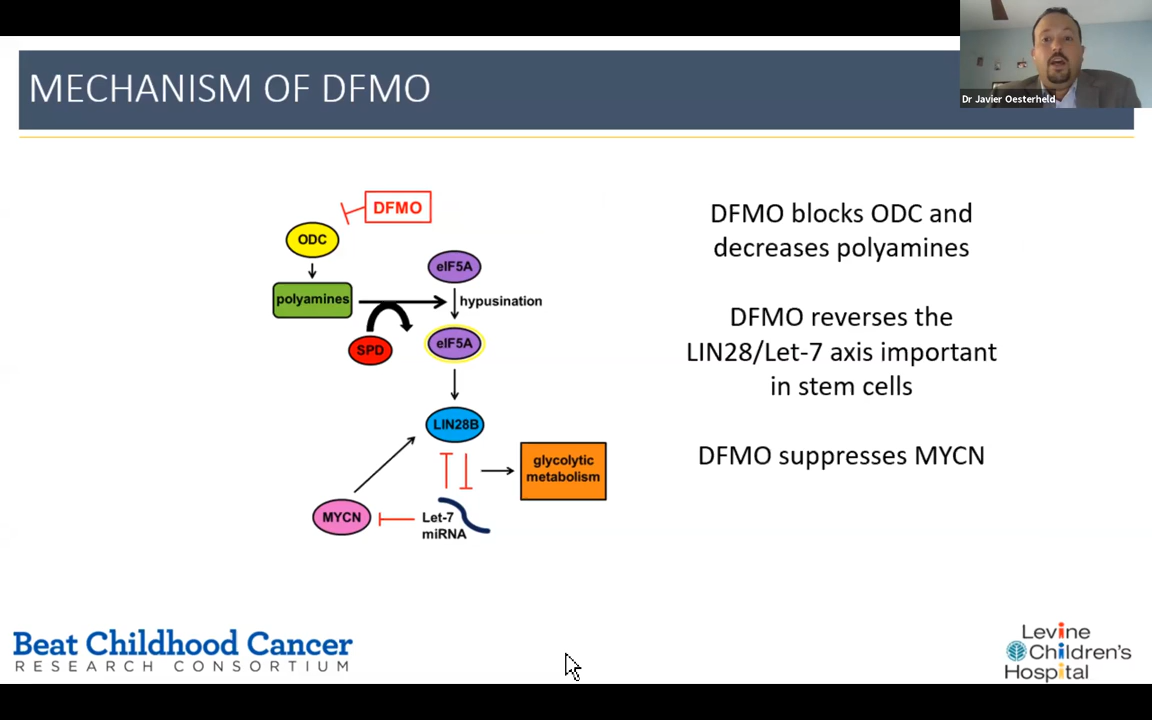 MECHANISM OF DFMO
Dr Javier Oesterheld
DFMO
ODC
eIF5A
polyamines
hypusination
SPD
eIF5A
LIN28B
glycolytic
metabolism
MYCN
Let-7
miRNA
DFMO blocks ODC and
decreases polyamines
DFMO reverses the
LIN28/Let-7 axis important
in stem cells
DFMO suppresses MYCN
Beat Childhood Cancer
RESEARCH CONSORTIUM
Levine
Children's
Hospital